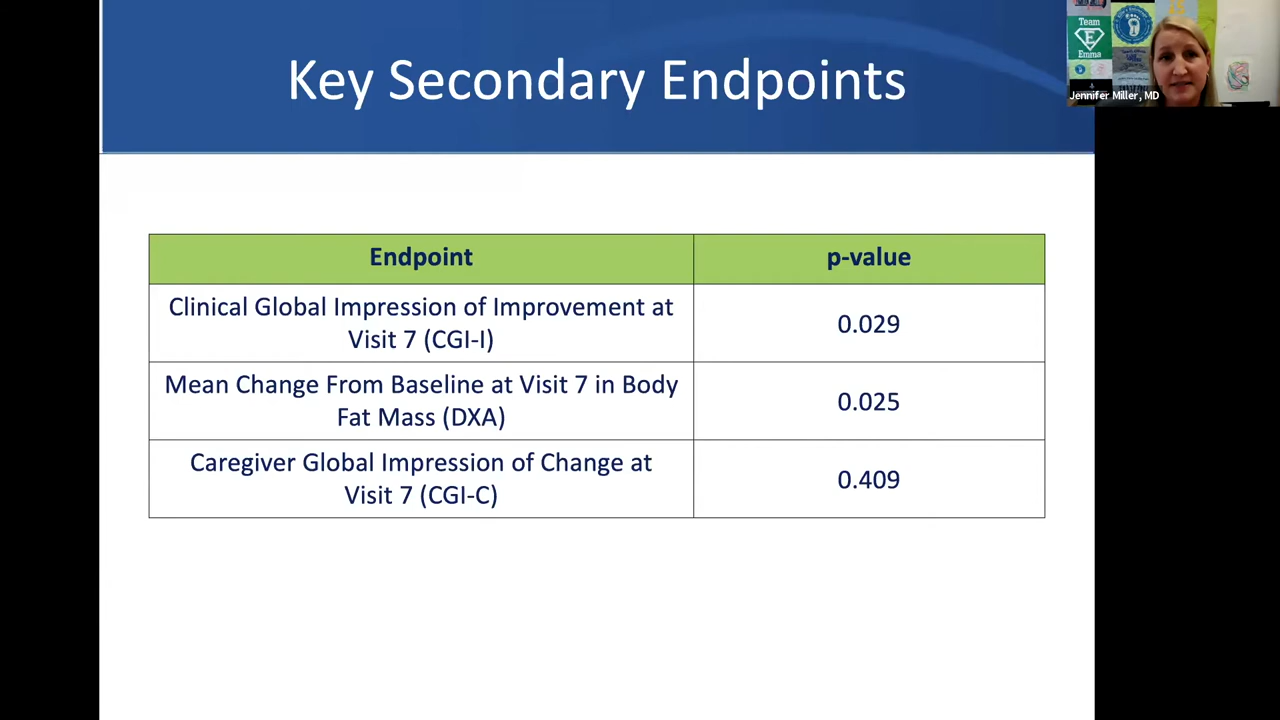 Key Secondary Endpoints
Team
E
Emma
Jennifer Miller, MD
Endpoint
p-value
Clinical Global Impression of Improvement at
Visit 7 (CGI-I)
0.029
Mean Change From Baseline at Visit 7 in Body
Fat Mass (DXA)
0.025
Caregiver Global Impression of Change at
Visit 7 (CGI-C)
0.409